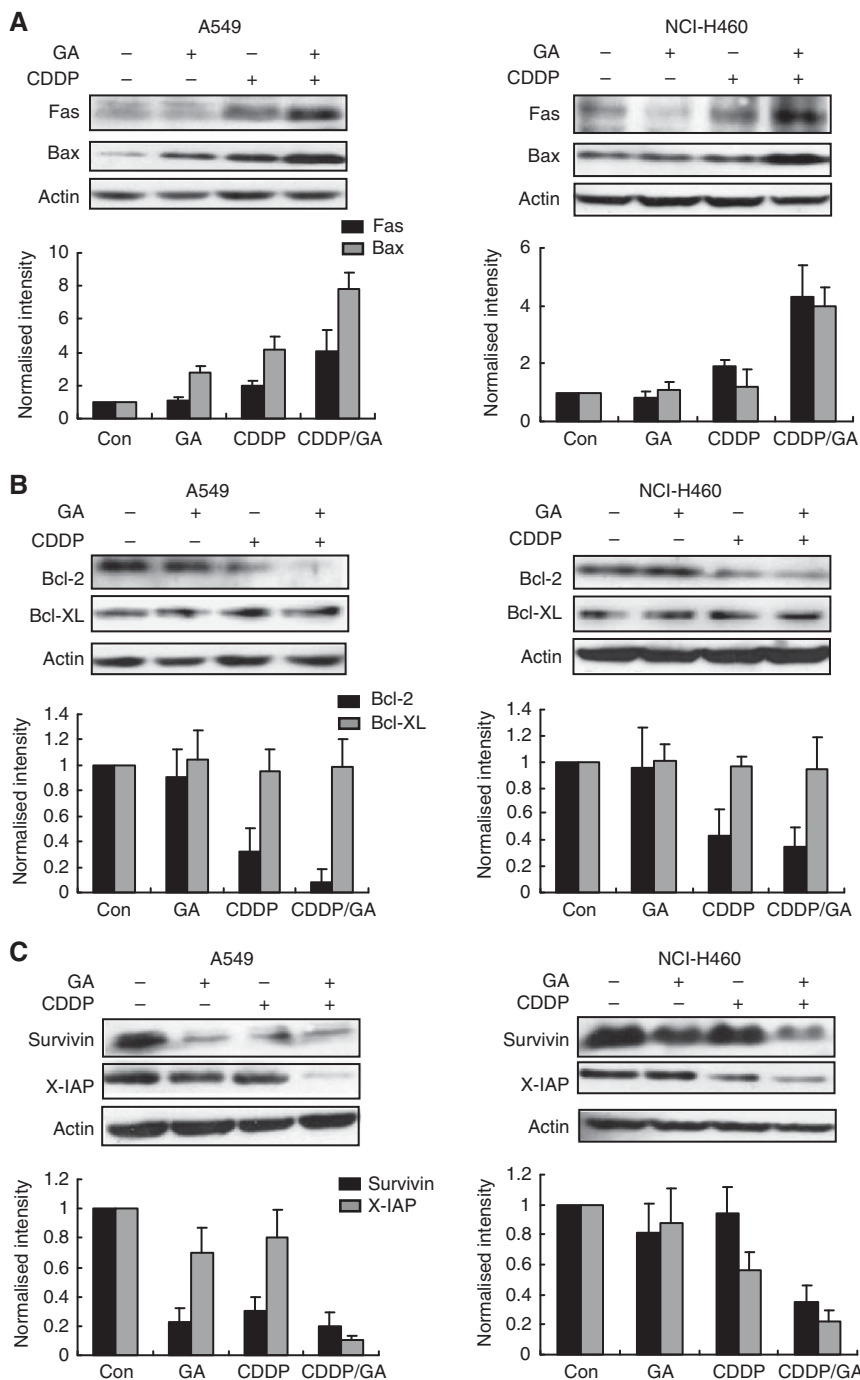 A
A549
GA – + – +
CDDP – – + +
Fas
Bax
Actin
Fas
Bax
Normalised intensity
10
8
6
4
2
0
Con GA CDDP CDDP/GA
NCI-H460
GA – + – +
CDDP – – + +
Fas
Bax
Actin
Normalised intensity
6
4
2
0
Con GA CDDP CDDP/GA
B
A549
GA – + – +
CDDP – – + +
Bcl-2
Bcl-XL
Actin
Bcl-2
Bcl-XL
Normalised intensity
1.4
1.2
1
0.8
0.6
0.4
0.2
0
Con GA CDDP CDDP/GA
NCI-H460
GA – + – +
CDDP – – + +
Bcl-2
Bcl-XL
Actin
Normalised intensity
1.4
1.2
1
0.8
0.6
0.4
0.2
0
Con GA CDDP CDDP/GA
C
A549
GA – + – +
CDDP – – + +
Survivin
X-IAP
Actin
Survivin
X-IAP
Normalised intensity
1.2
1
0.8
0.6
0.4
0.2
0
Con GA CDDP CDDP/GA
NCI-H460
GA – + – +
CDDP – – + +
Survivin
X-IAP
Actin
Normalised intensity
1.2
1
0.8
0.6
0.4
0.2
0
Con GA CDDP CDDP/GA